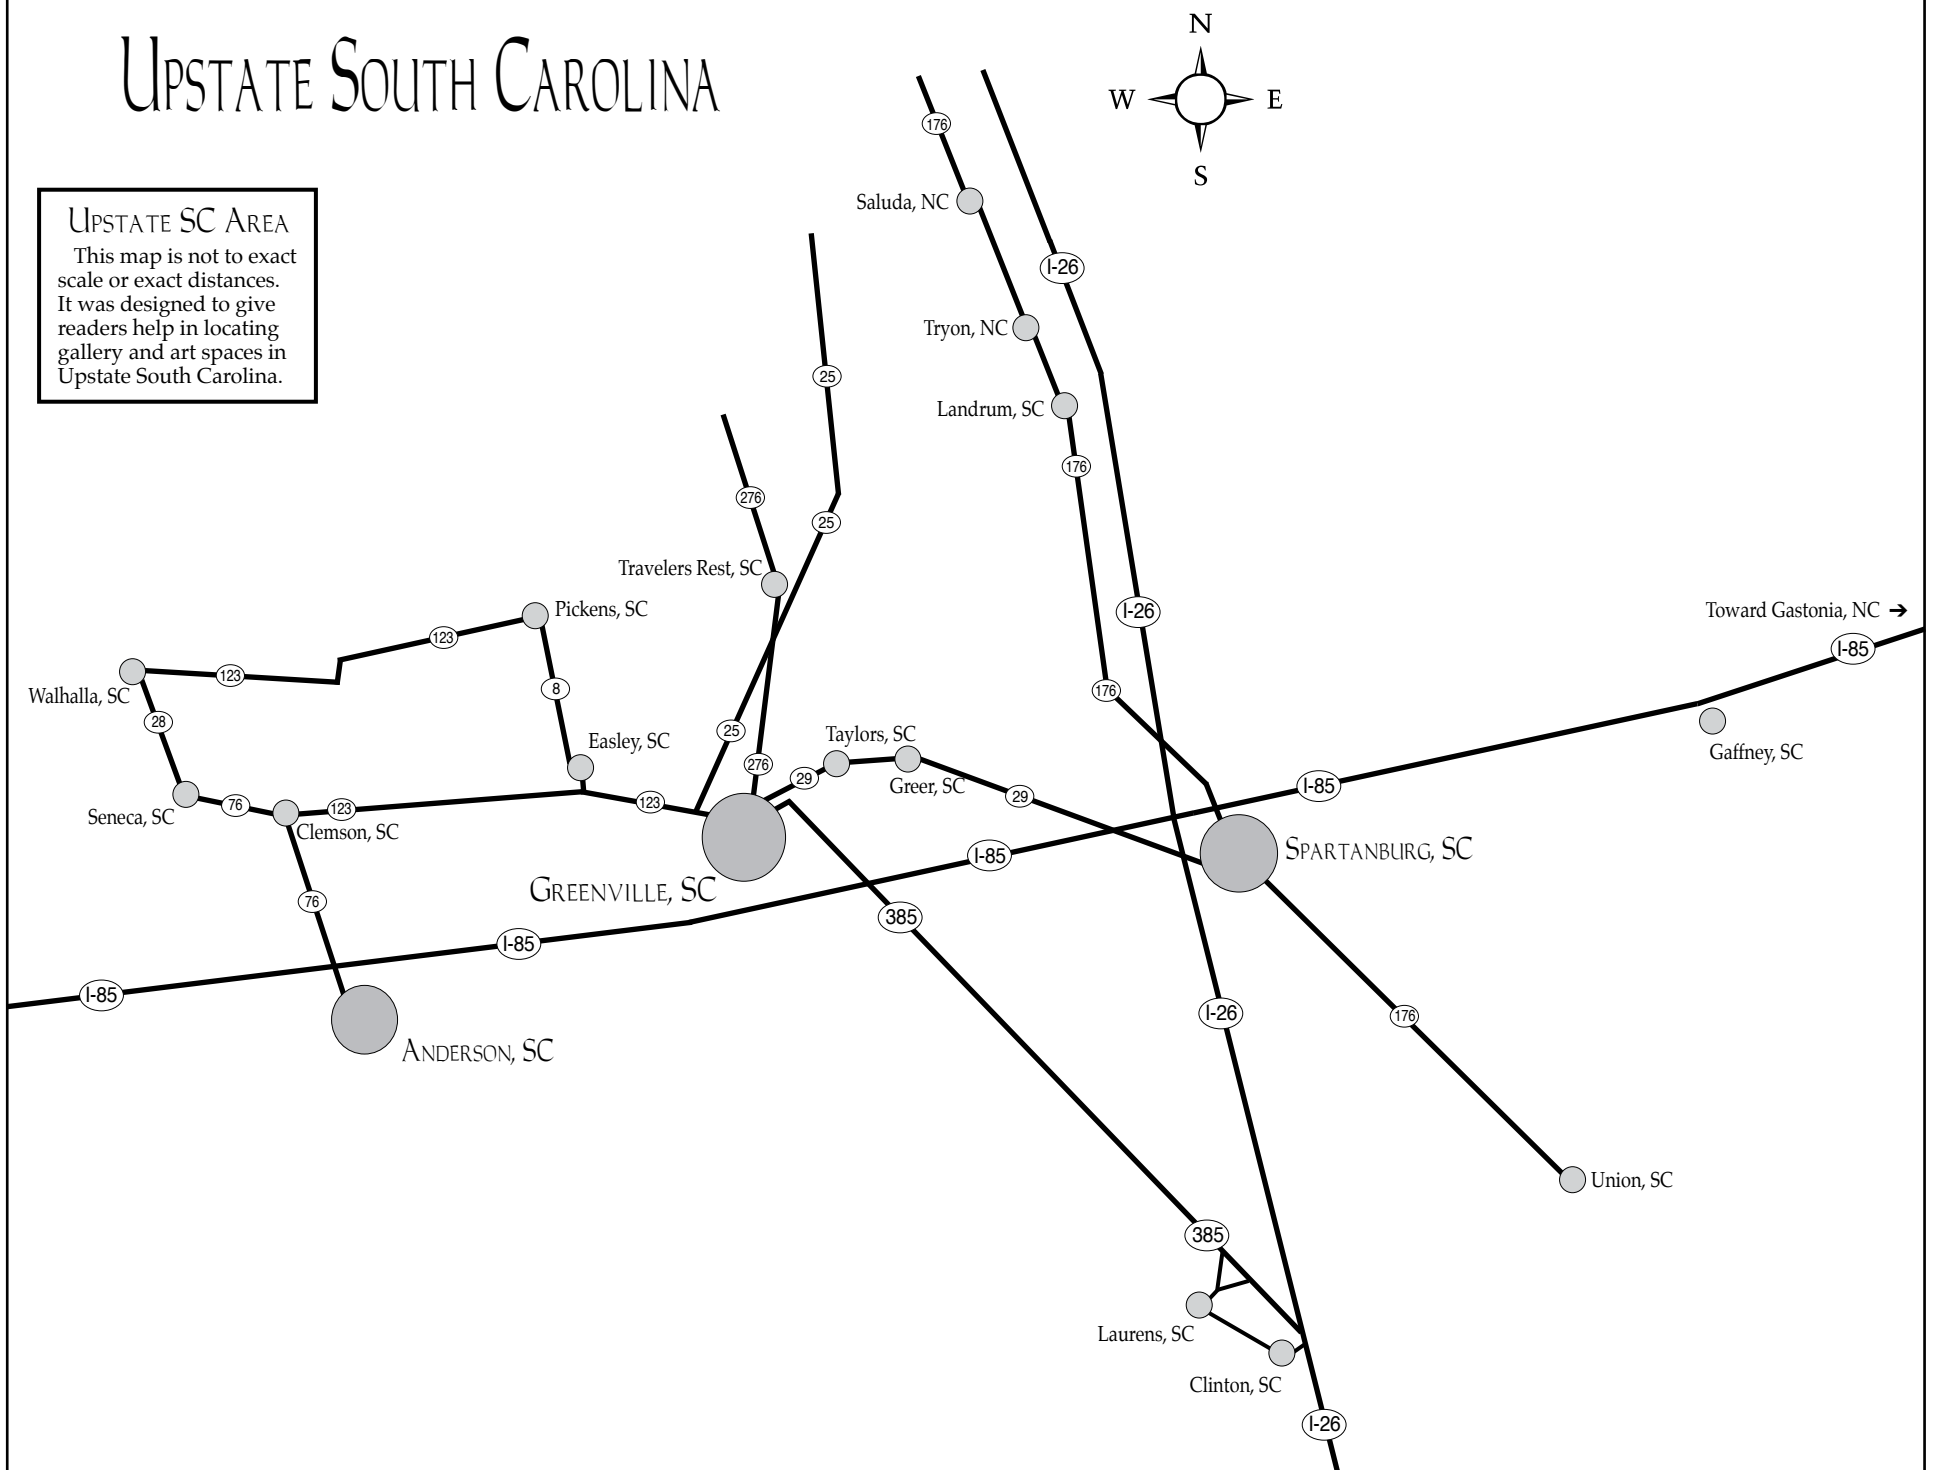 Upstate South Carolina
N
W E
S
Upstate SC Area
This map is not to exact
scale or exact distances.
It was designed to give
readers help in locating
gallery and art spaces in
Upstate South Carolina.
176
Saluda, NC
I-26
Tryon, NC
25
Landrum, SC
176
276
25
Travelers Rest, SC
Pickens, SC
I-26
Toward Gastonia, NC ➔
123
I-85
123
8
Walhalla, SC
176
28
25
Taylors, SC
Easley, SC
Gaffney, SC
276
29
Greer, SC
I-85
29
76
123
123
Seneca, SC
Clemson, SC
Spartanburg, SC
I-85
Greenville, SC
76
385
I-85
I-85
I-26
176
Anderson, SC
Union, SC
385
Laurens, SC
Clinton, SC
I-26